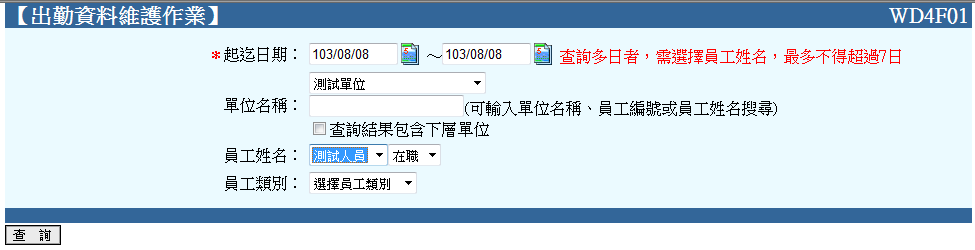 【出勤資料維護作業】 WD4F01
*起迄日期： 103/08/08 ～ 103/08/08 查詢多日者，需選擇員工姓名，最多不得超過7日
測試單位
單位名稱： (可輸入單位名稱、員工編號或員工姓名搜尋)
查詢結果包含下層單位
員工姓名： 測試人員 在職
員工類別： 選擇員工類別
查 詢